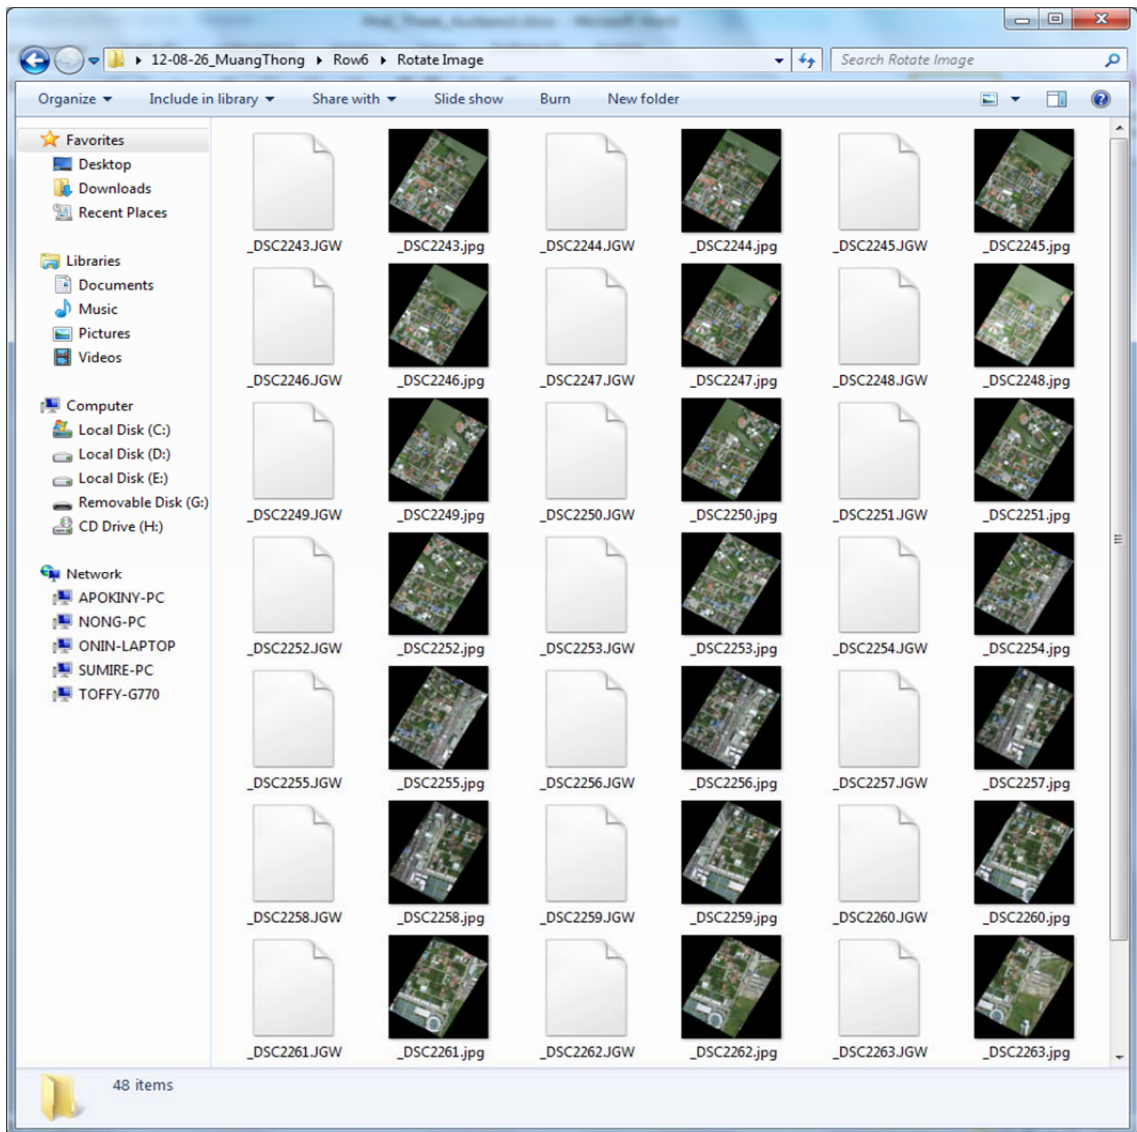 12-08-26_MuangThong Row6 Rotate Image Search Rotate Image
Organize Include in library Share with Slide show Burn New folder
Favorites
Desktop
Downloads
Recent Places
Libraries
Documents
Music
Pictures
Videos
Computer
Local Disk (C:)
Local Disk (D:)
Local Disk (E:)
Removable Disk (G:)
CD Drive (H:)
Network
APOKINY-PC
NONG-PC
ONIN-LAPTOP
SUMIRE-PC
TOFFY-G770
_DSC2243.JGW _DSC2243.jpg _DSC2244.JGW _DSC2244.jpg _DSC2245.JGW _DSC2245.jpg
_DSC2246.JGW _DSC2246.jpg _DSC2247.JGW _DSC2247.jpg _DSC2248.JGW _DSC2248.jpg
_DSC2249.JGW _DSC2249.jpg _DSC2250.JGW _DSC2250.jpg _DSC2251.JGW _DSC2251.jpg
_DSC2252.JGW _DSC2252.jpg _DSC2253.JGW _DSC2253.jpg _DSC2254.JGW _DSC2254.jpg
_DSC2255.JGW _DSC2255.jpg _DSC2256.JGW _DSC2256.jpg _DSC2257.JGW _DSC2257.jpg
_DSC2258.JGW _DSC2258.jpg _DSC2259.JGW _DSC2259.jpg _DSC2260.JGW _DSC2260.jpg
_DSC2261.JGW _DSC2261.jpg _DSC2262.JGW _DSC2262.jpg _DSC2263.JGW _DSC2263.jpg
48 items